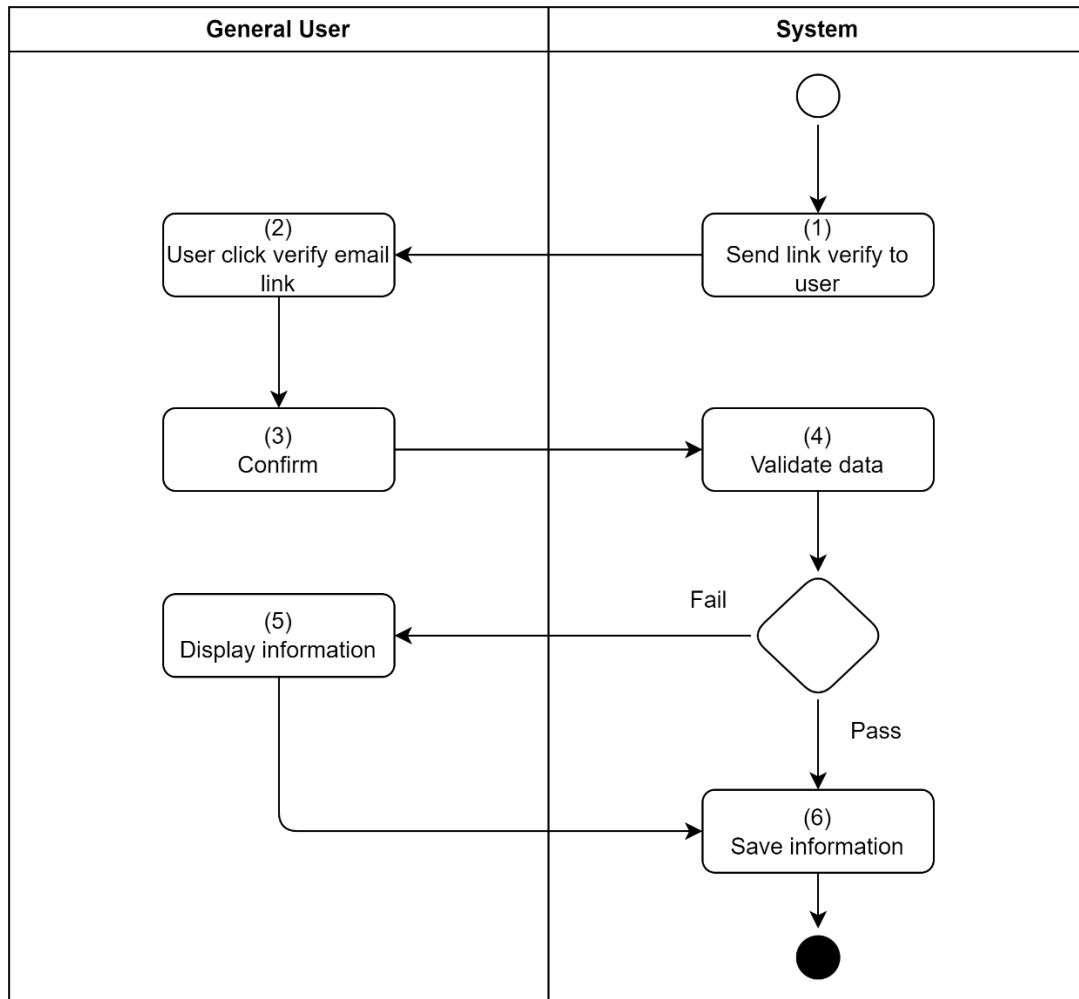 General User
System
(1)
Send link verify to
user
(2)
User click verify email
link
(3)
Confirm
(4)
Validate data
Fail
(5)
Display information
Pass
(6)
Save information